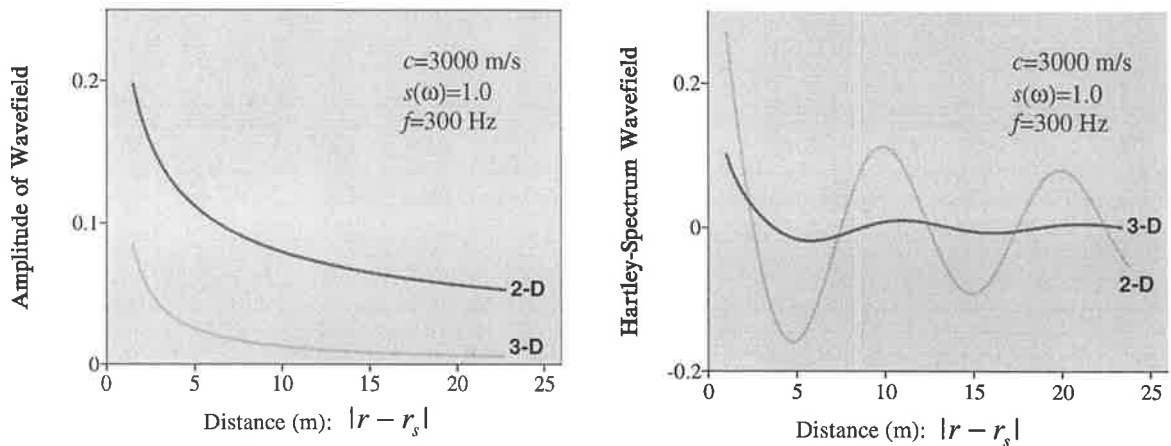 Amplitude of Wavefield
0.2
0.1
0
c=3000 m/s
s(ω)=1.0
f=300 Hz
2-D
3-D
0 5 10 15 20 25
Distance (m): |r − r_s|
Hartley-Spectrum Wavefield
0.2
0
-0.2
c=3000 m/s
s(ω)=1.0
f=300 Hz
3-D
2-D
0 5 10 15 20 25
Distance (m): |r − r_s|